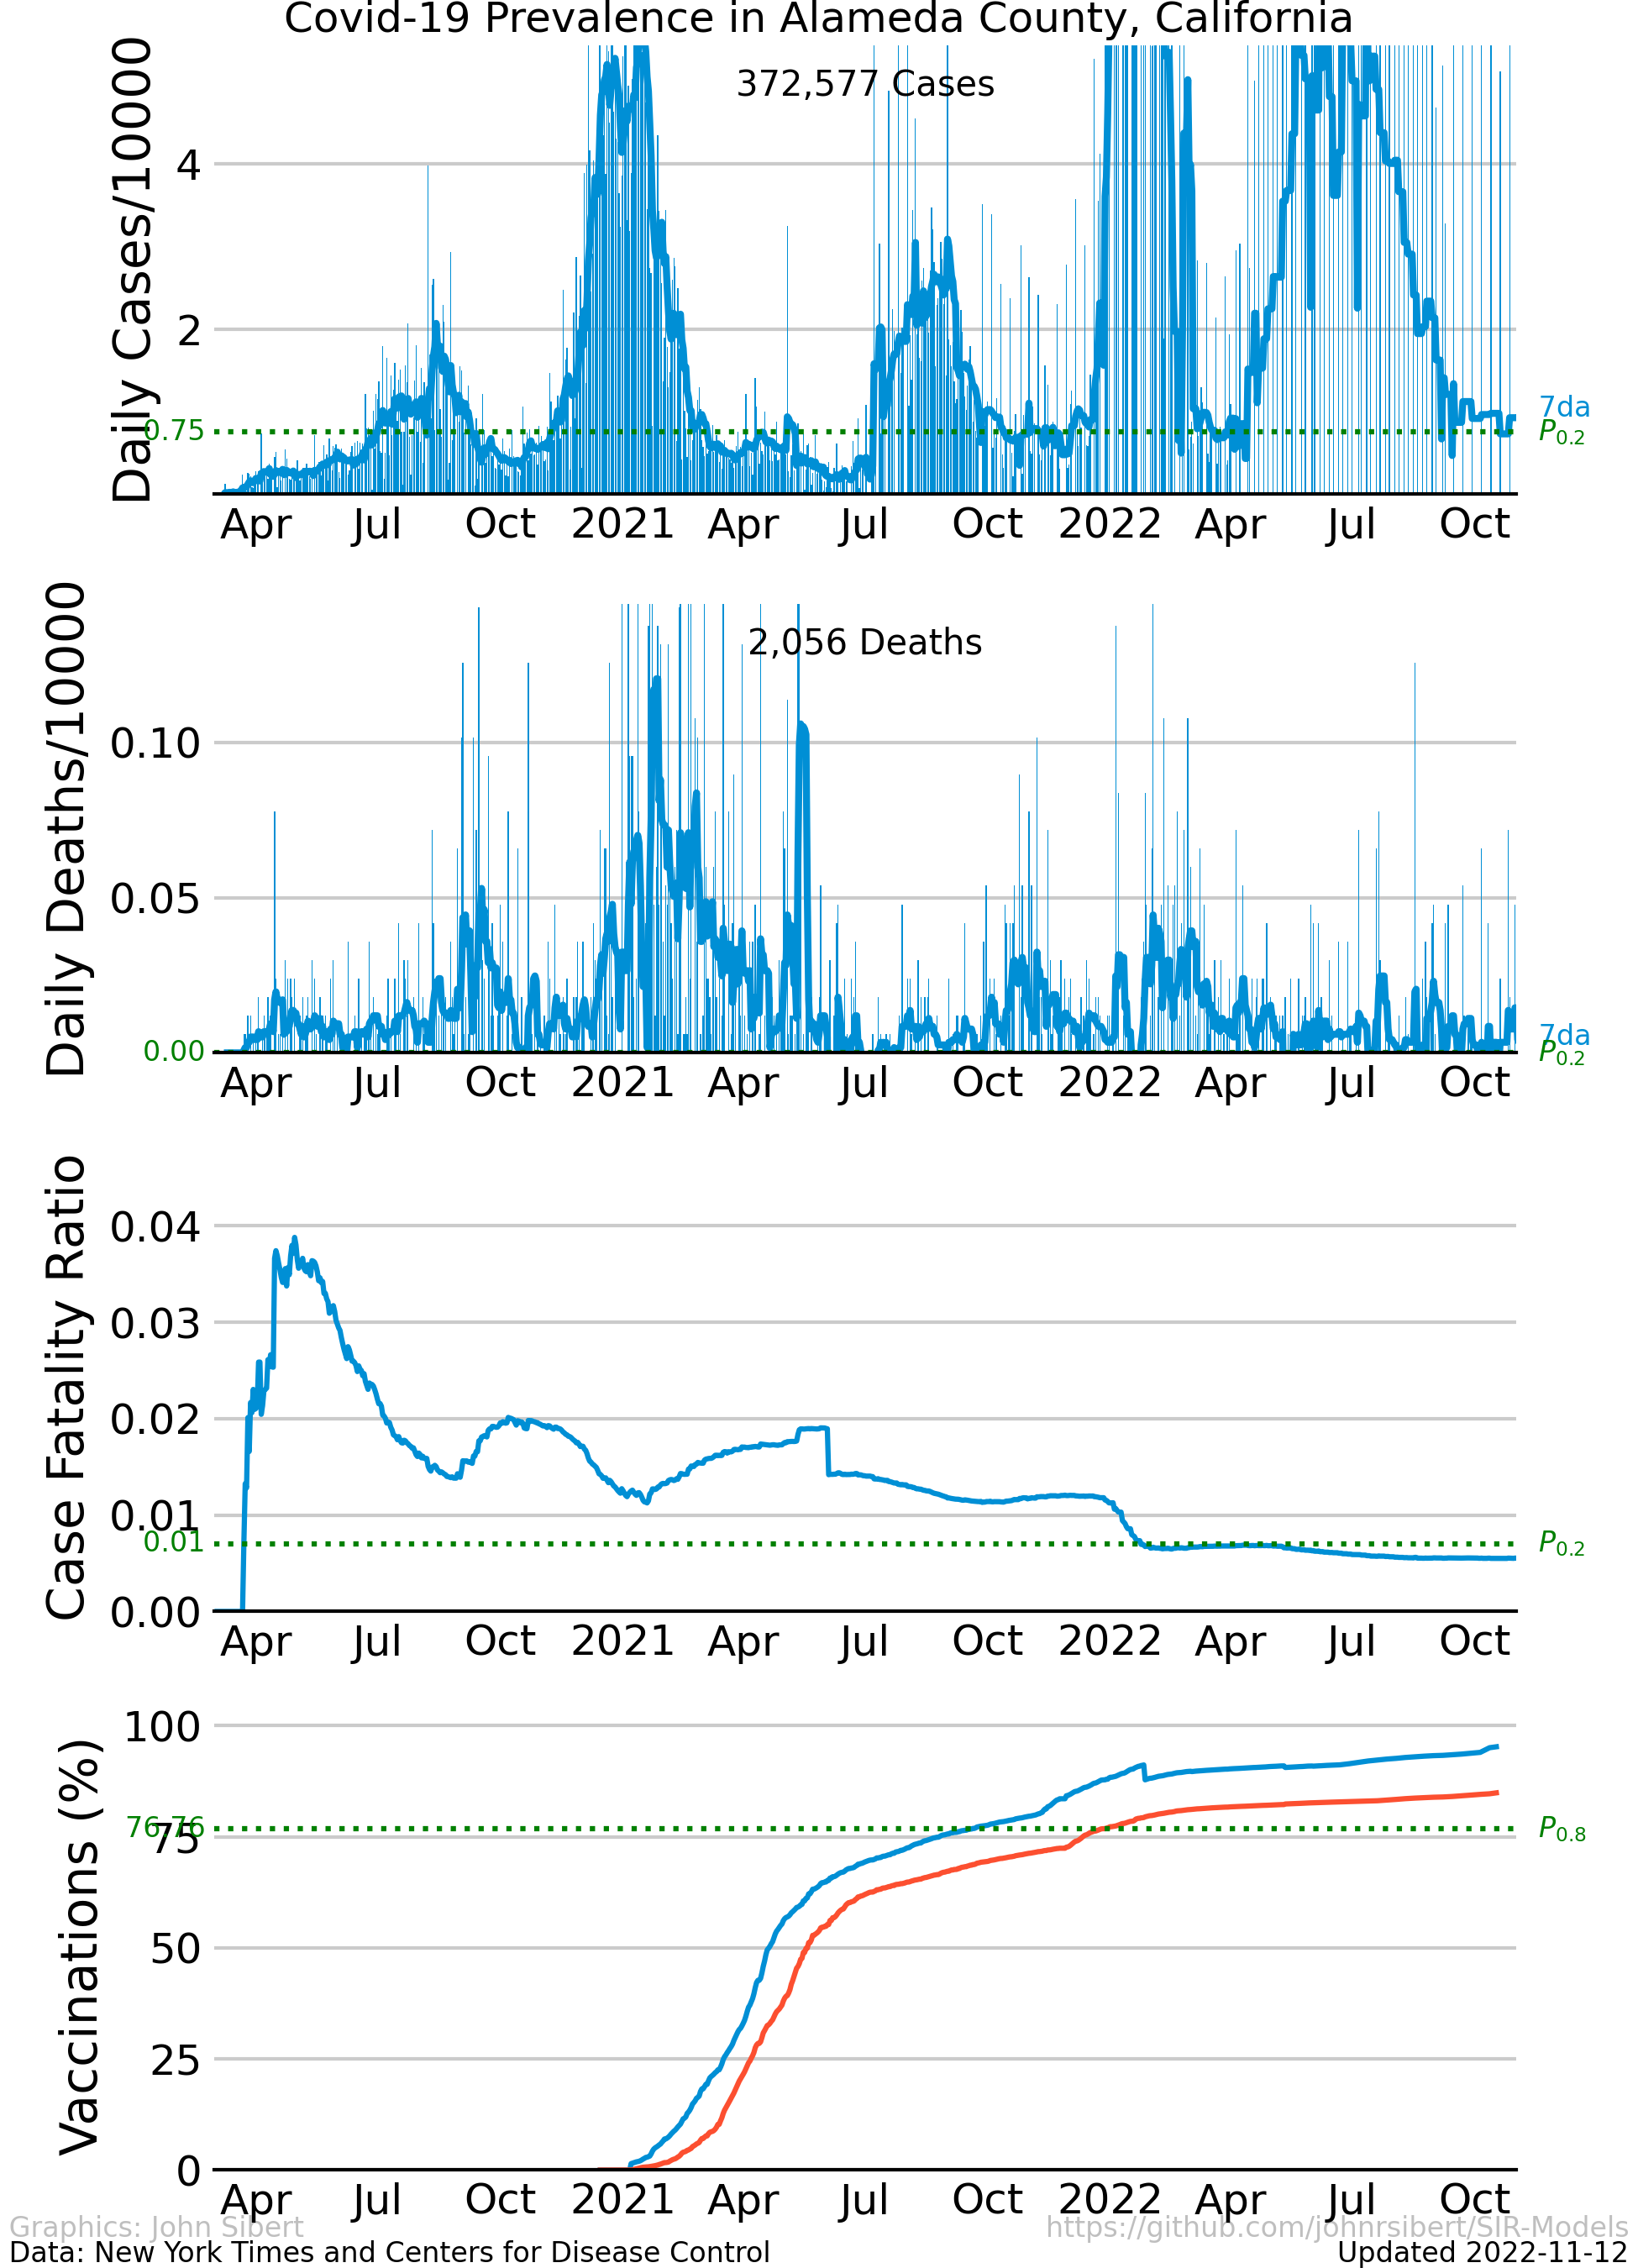 Covid-19 Prevalence in Alameda County, California
Daily Cases/10000
372,577 Cases
4
2
0.75
7da
P0.2
Apr Jul Oct 2021 Apr Jul Oct 2022 Apr Jul Oct
Daily Deaths/10000
2,056 Deaths
0.10
0.05
0.00
7da
P0.2
Apr Jul Oct 2021 Apr Jul Oct 2022 Apr Jul Oct
Case Fatality Ratio
0.04
0.03
0.02
0.01
0.01
P0.2
0.00
Apr Jul Oct 2021 Apr Jul Oct 2022 Apr Jul Oct
Vaccinations (%)
100
76.76
P0.8
75
50
25
0
Apr Jul Oct 2021 Apr Jul Oct 2022 Apr Jul Oct
Graphics: John Sibert
https://github.com/johnrsibert/SIR-Models
Data: New York Times and Centers for Disease Control
Updated 2022-11-12